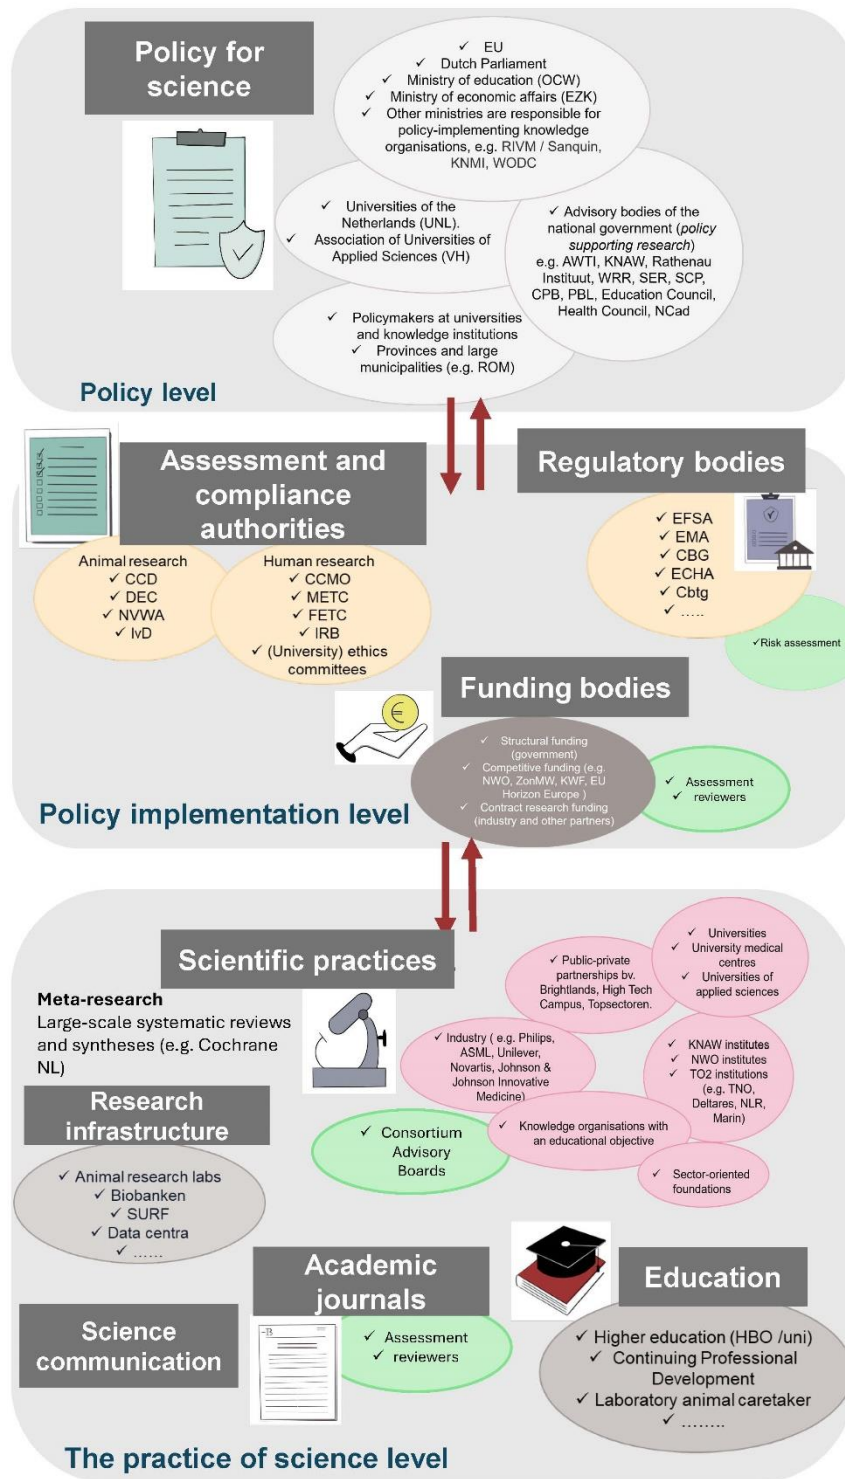 Policy for
science
✓ EU
✓ Dutch Parliament
✓ Ministry of education (OCW)
✓ Ministry of economic affairs (EZK)
✓ Other ministries are responsible for
policy-implementing knowledge
organisations, e.g. RIVM / Sanquin,
KNMI, WODC
✓ Universities of the
Netherlands (UNL).
✓ Association of Universities of
Applied Sciences (VH)
✓ Advisory bodies of the
national government (policy
supporting research)
e.g. AWTI, KNAW, Rathenau
Instituut, WRR, SER, SCP,
CPB, PBL, Education Council,
Health Council, NCad
✓ Policymakers at universities
and knowledge institutions
✓ Provinces and large
municipalities (e.g. ROM)
Policy level
Assessment and
compliance
authorities
Animal research
✓ CCD
✓ DEC
✓ NVWA
✓ IvD
Human research
✓ CCMO
✓ METC
✓ FETC
✓ IRB
✓ (University) ethics
committees
Regulatory bodies
✓ EFSA
✓ EMA
✓ CBG
✓ ECHA
✓ Cbtg
✓ …..
✓Risk assessment
Funding bodies
✓ Structural funding
(government)
✓ Competitive funding (e.g.
NWO, ZonMW, KWF, EU
Horizon Europe )
✓ Contract research funding
(industry and other partners)
✓ Assessment
✓ reviewers
Policy implementation level
Scientific practices
Meta-research
Large-scale systematic reviews
and syntheses (e.g. Cochrane
NL)
✓ Public-private
partnerships bv.
Brightlands, High Tech
Campus, Topsectoren.
✓ Universities
✓ University medical
centres
✓ Universities of
applied sciences
✓ Industry ( e.g. Philips,
ASML, Unilever,
Novartis, Johnson &
Johnson Innovative
Medicine)
✓ KNAW institutes
✓ NWO institutes
✓ TO2 institutions
(e.g. TNO,
Deltares, NLR,
Marin)
✓ Knowledge organisations with
an educational objective
✓ Consortium
Advisory
Boards
✓ Sector-oriented
foundations
Research
infrastructure
✓ Animal research labs
✓ Biobanken
✓ SURF
✓ Data centra
✓ ……
Academic
journals
✓ Assessment
✓ reviewers
Education
✓ Higher education (HBO /uni)
✓ Continuing Professional
Development
✓ Laboratory animal caretaker
✓ ……..
Science
communication
The practice of science level